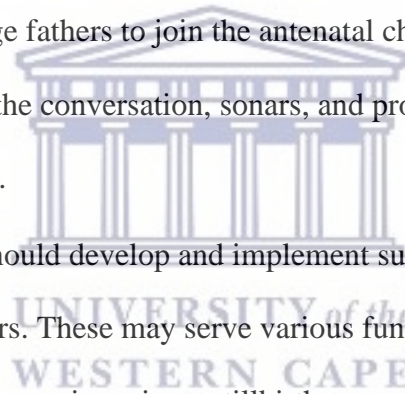 ge fathers to join the antenatal ch
the conversation, sonars, and pro
.
hould develop and implement su
UNIVERSITY of the
rs. These may serve various fun
WESTERN CAPE